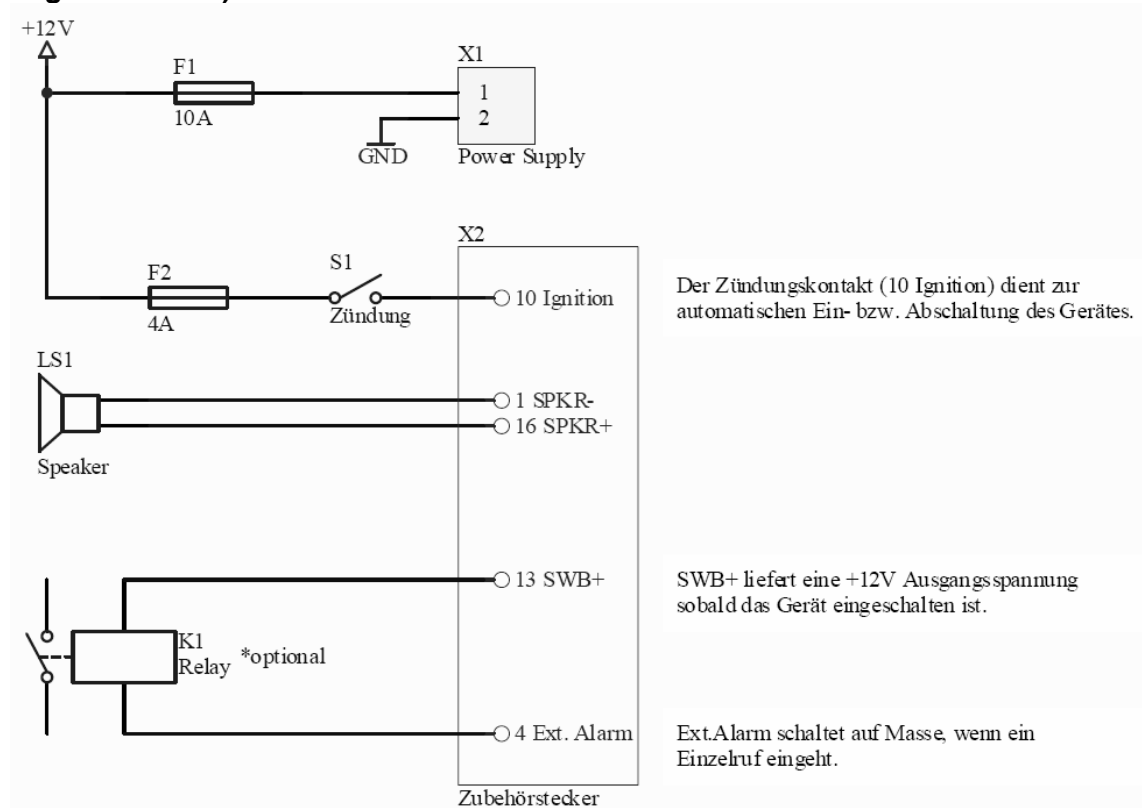 +12V
F1
10A
X1
1
2
GND
Power Supply
X2
F2
4A
S1
Zündung
10 Ignition
Der Zündungskontakt (10 Ignition) dient zur
automatischen Ein- bzw. Abschaltung des Gerätes.
LS1
Speaker
1 SPKR-
16 SPKR+
13 SWB+
SWB+ liefert eine +12V Ausgangsspannung
sobald das Gerät eingeschalten ist.
K1
Relay *optional
4 Ext. Alarm
Ext.Alarm schaltet auf Masse, wenn ein
Einzelruf eingeht.
Zubehörstecker